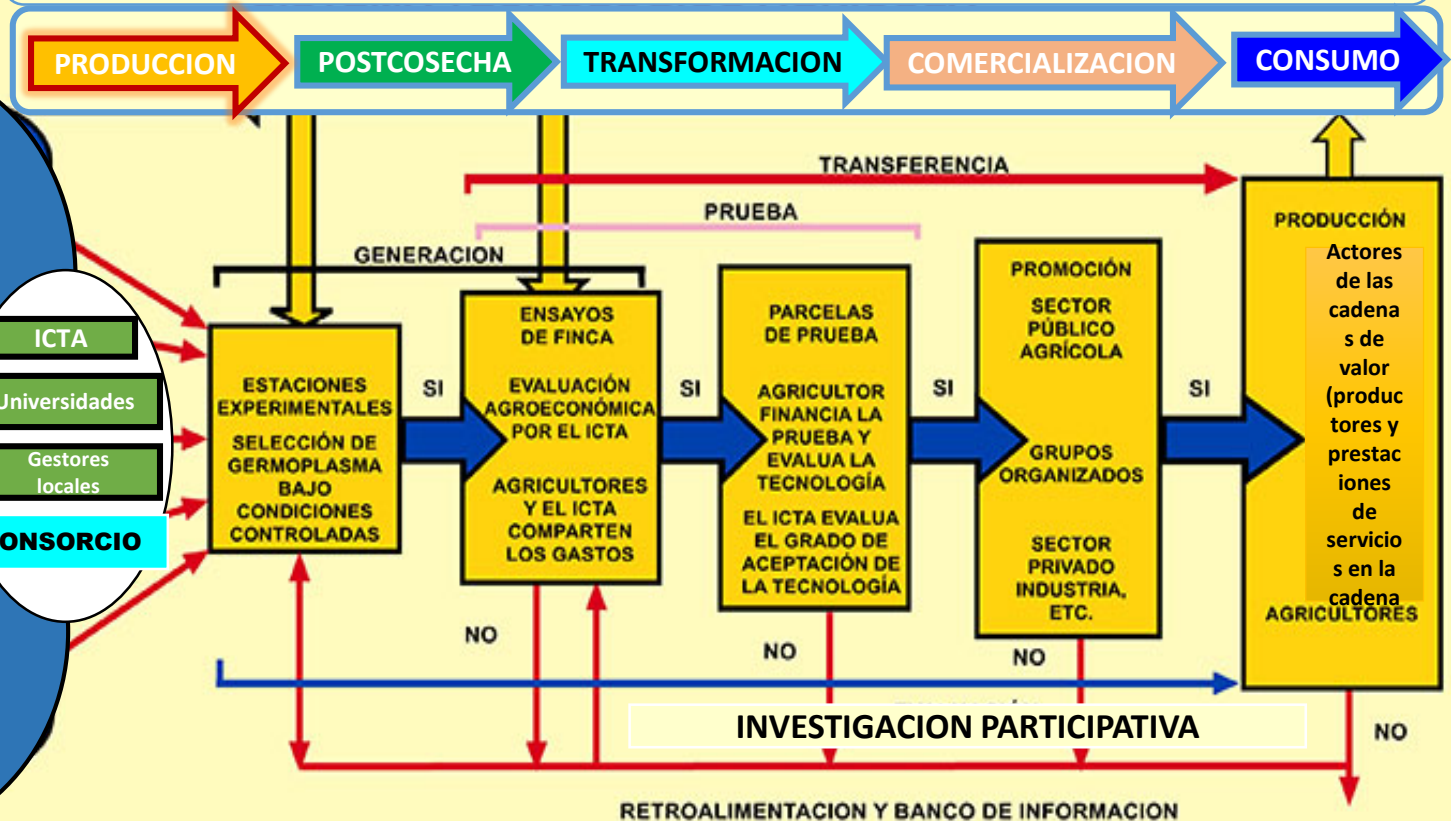 PRODUCCION
POSTCOSECHA
TRANSFORMACION
COMERCIALIZACION
CONSUMO
TRANSFERENCIA
PRUEBA
GENERACION
ICTA
Universidades
Gestores
locales
ONSORCIO
ESTACIONES
EXPERIMENTALES
SELECCIÓN DE
GERMOPLASMA
BAJO
CONDICIONES
CONTROLADAS
SI
ENSAYOS
DE FINCA
EVALUACIÓN
AGROECONÓMICA
POR EL ICTA
AGRICULTORES
Y EL ICTA
COMPARTEN
LOS GASTOS
SI
PARCELAS
DE PRUEBA
AGRICULTOR
FINANCIA LA
PRUEBA Y
EVALUA LA
TECNOLOGÍA
EL ICTA EVALUA
EL GRADO DE
ACEPTACIÓN DE
LA TECNOLOGÍA
SI
PROMOCIÓN
SECTOR
PÚBLICO
AGRÍCOLA
GRUPOS
ORGANIZADOS
SECTOR
PRIVADO
INDUSTRIA,
ETC.
SI
PRODUCCIÓN
Actores
de las
cadena
s de
valor
(produc
tores y
prestac
iones
de
servicio
s en la
cadena
AGRICULTORES
NO
NO
NO
NO
INVESTIGACION PARTICIPATIVA
RETROALIMENTACION Y BANCO DE INFORMACION